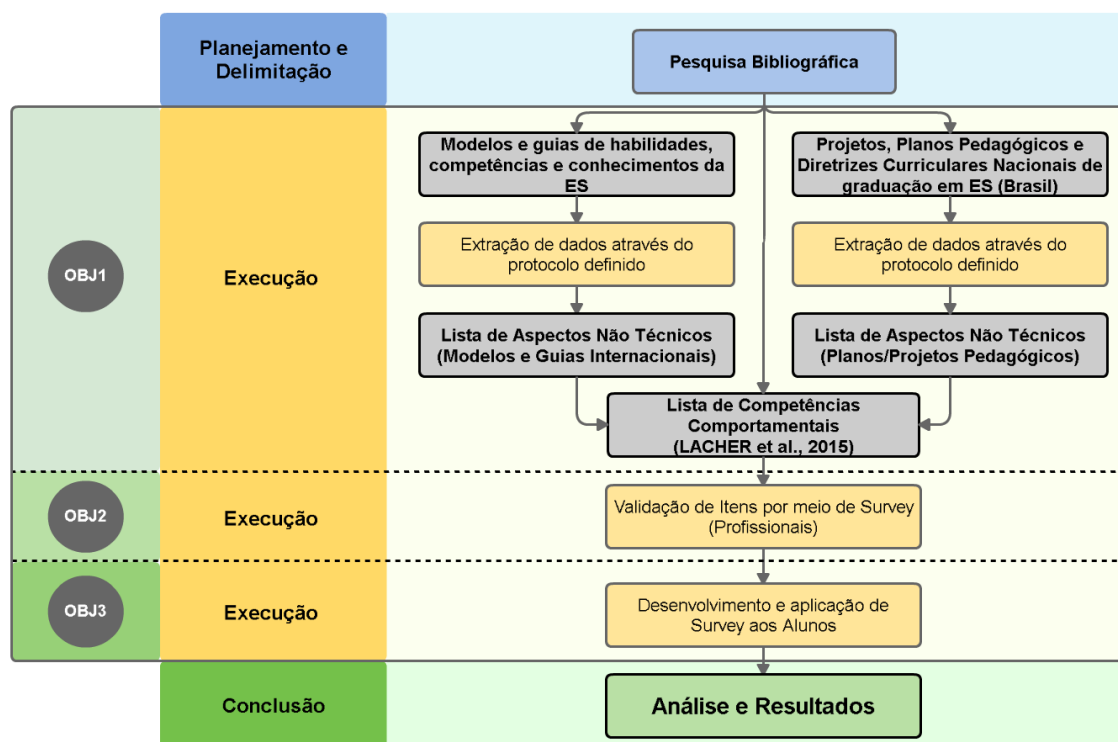 Planejamento e
Delimitação
Pesquisa Bibliográfica
OBJ1
Execução
Modelos e guias de habilidades,
competências e conhecimentos da
ES
Projetos, Planos Pedagógicos e
Diretrizes Curriculares Nacionais de
graduação em ES (Brasil)
Extração de dados através do
protocolo definido
Extração de dados através do
protocolo definido
Lista de Aspectos Não Técnicos
(Modelos e Guias Internacionais)
Lista de Aspectos Não Técnicos
(Planos/Projetos Pedagógicos)
Lista de Competências
Comportamentais
(LACHER et al., 2015)
OBJ2
Execução
Validação de Itens por meio de Survey
(Profissionais)
OBJ3
Execução
Desenvolvimento e aplicação de
Survey aos Alunos
Conclusão
Análise e Resultados